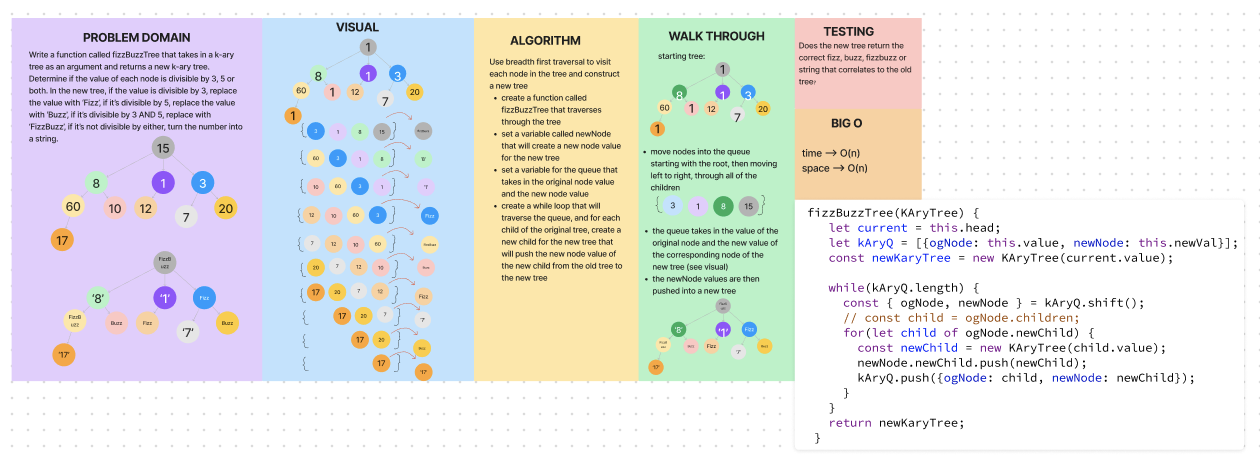 PROBLEM DOMAIN
Write a function called fizzBuzzTree that takes in a k-ary
tree as an argument and returns a new k-ary tree.
Determine if the value of each node is divisible by 3, 5 or
both. In the new tree, if the value is divisible by 3, replace
the value with 'Fizz', if it's divisible by 5, replace the value
with 'Buzz', if it's divisible by 3 AND 5, replace with
'FizzBuzz', if it's not divisible by either, turn the number into
a string.
15
8 1 3
60 10 12 7 20
17
FizzB
uzz
'8' '1' Fizz
FizzB
uzz
Buzz Fizz '7' Buzz
'17'
VISUAL
1
8 1 3
60 1 12 7 20
1
{ 3 1 8 15 }
{ 60 3 1 8 } '8'
{ 10 60 3 1 } '1'
{ 12 10 60 3 } Fizz
{ 7 12 10 60 }
{ 20 7 12 10 }
{ 17 20 7 12 } Fizz
{ 17 20 7 } '7'
{ 17 20 }
{ 17 } '17'
ALGORITHM
Use breadth first traversal to visit
each node in the tree and construct
a new tree
• create a function called
fizzBuzzTree that traverses
through the tree
• set a variable called newNode
that will create a new node value
for the new tree
• set a variable for the queue that
takes in the original node value
and the new node value
• create a while loop that will
traverse the queue, and for each
child of the original tree, create a
new child for the new tree that
will push the new node value of
the new child from the old tree to
the new tree
WALK THROUGH
starting tree:
1
8 1 3
60 1 12 7 20
1
• move nodes into the queue
starting with the root, then moving
left to right, through all of the
children
{ 3 1 8 15 }
• the queue takes in the value of the
original node and the new value of
the corresponding node of the
new tree (see visual)
• the newNode values are then
pushed into a new tree
'8' '1' Fizz
Fizz '7'
'17'
TESTING
Does the new tree return the
correct fizz, buzz, fizzbuzz or
string that correlates to the old
tree?
BIG O
time --> O(n)
space --> O(n)
fizzBuzzTree(KAryTree) {
let current = this.head;
let kAryQ = [{ogNode: this.value, newNode: this.newVal}];
const newKaryTree = new KAryTree(current.value);
while(kAryQ.length) {
const { ogNode, newNode } = kAryQ.shift();
// const child = ogNode.children;
for(let child of ogNode.newChild) {
const newChild = new KAryTree(child.value);
newNode.newChild.push(newChild);
kAryQ.push({ogNode: child, newNode: newChild});
}
}
return newKaryTree;
}